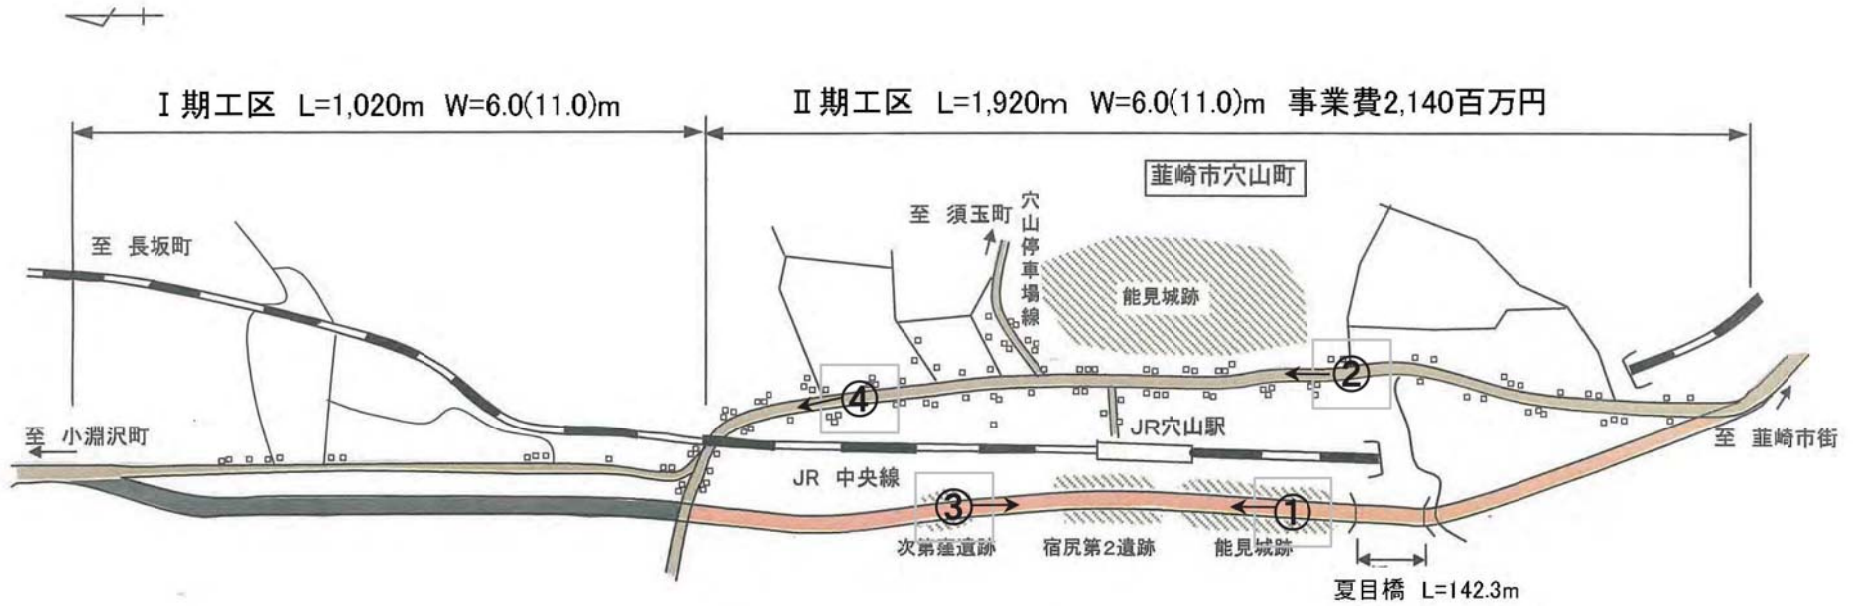 Ⅰ期工区 L=1,020m W=6.0(11.0)m
Ⅱ期工区 L=1,920m W=6.0(11.0)m 事業費2,140百万円
韮崎市穴山町
至 長坂町
至 須玉町
穴山停車場線
能見城跡
②
④
至 小淵沢町
JR穴山駅
至 韮崎市街
JR 中央線
③
①
次第窪遺跡
宿尻第2遺跡
能見城跡
夏目橋 L=142.3m